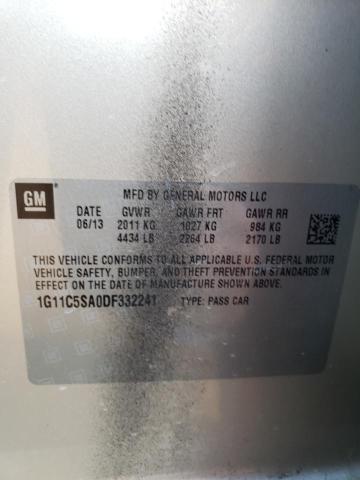 GM
MFD BY GENERAL MOTORS LLC
DATE GVWR GAWR FRT GAWR RR
06/13 2011 KG 1027 KG 984 KG
4434 LB 2264 LB 2170 LB
THIS VEHICLE CONFORMS TO ALL APPLICABLE U.S. FEDERAL MOTOR
VEHICLE SAFETY, BUMPER, AND THEFT PREVENTION STANDARDS IN
EFFECT ON THE DATE OF MANUFACTURE SHOWN ABOVE.
1G11C5SA0DF332241 TYPE: PASS CAR